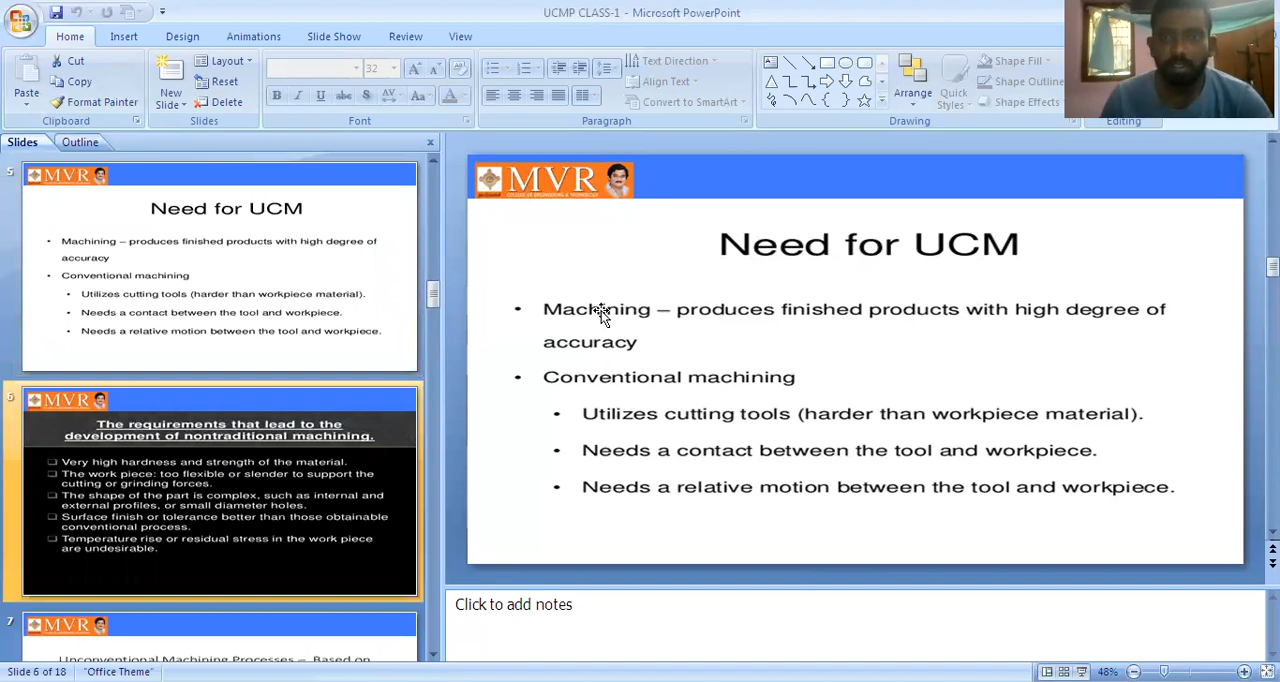 UCMP CLASS-1 - Microsoft PowerPoint
Home Insert Design Animations Slide Show Review View
Paste
Cut
Copy
Format Painter
Clipboard
New Slide
Layout
Reset
Delete
Slides
32
B I U abc S AV Aa A
Font
Text Direction
Align Text
Convert to SmartArt
Paragraph
Arrange
Quick Styles
Shape Fill
Shape Outline
Shape Effects
Drawing
Editing
Slides Outline
5
MVR
Need for UCM
• Machining – produces finished products with high degree of
accuracy
• Conventional machining
• Utilizes cutting tools (harder than workpiece material).
• Needs a contact between the tool and workpiece.
• Needs a relative motion between the tool and workpiece.
6
MVR
The requirements that lead to the
development of nontraditional machining.
❑ Very high hardness and strength of the material.
❑ The work piece: too flexible or slender to support the
cutting or grinding forces.
❑ The shape of the part is complex, such as internal and
external profiles, or small diameter holes.
❑ Surface finish or tolerance better than those obtainable
conventional process.
❑ Temperature rise or residual stress in the work piece
are undesirable.
7
MVR
Unconventional Machining Processes – Based on
MVR
COLLEGE OF ENGINEERING & TECHNOLOGY
Need for UCM
• Machining – produces finished products with high degree of
accuracy
• Conventional machining
• Utilizes cutting tools (harder than workpiece material).
• Needs a contact between the tool and workpiece.
• Needs a relative motion between the tool and workpiece.
Click to add notes
Slide 6 of 18 "Office Theme" 48%